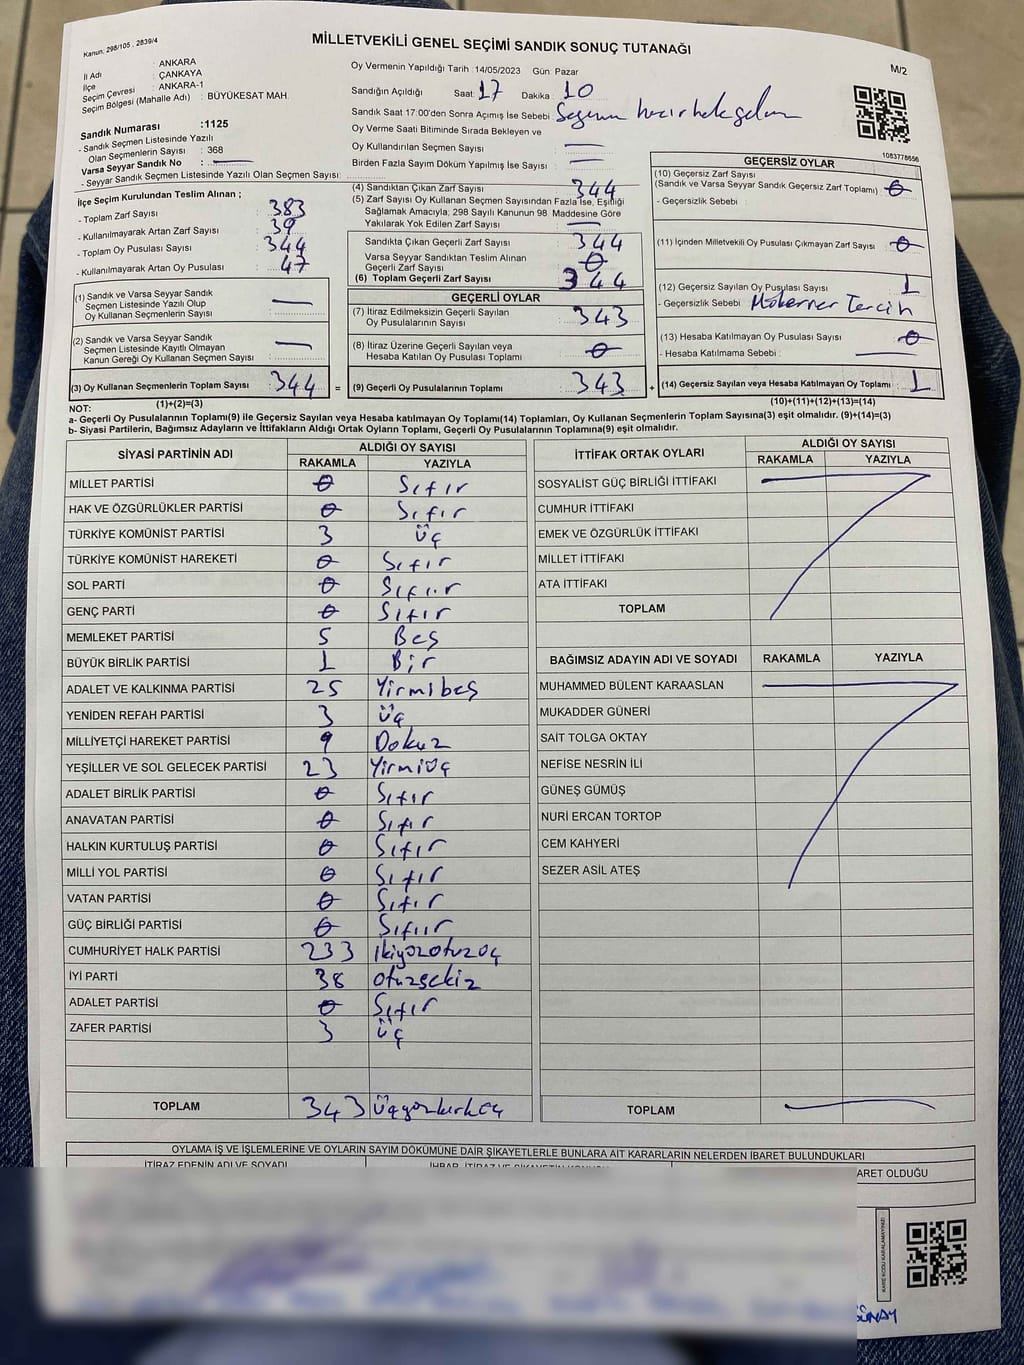 Kanun: 298/105 , 2839/4
MİLLETVEKİLİ GENEL SEÇİMİ SANDIK SONUÇ TUTANAĞI
M/2
İl Adı : ANKARA
İlçe : ÇANKAYA
Seçim Çevresi : ANKARA-1
Seçim Bölgesi (Mahalle Adı) : BÜYÜKESAT MAH.
Sandık Numarası :1125
- Sandık Seçmen Listesinde Yazılı
Olan Seçmenlerin Sayısı : 368
Varsa Seyyar Sandık No :
- Seyyar Sandık Seçmen Listesinde Yazılı Olan Seçmen Sayısı:
Oy Vermenin Yapıldığı Tarih :14/05/2023 Gün: Pazar
Sandığın Açıldığı Saat: 17 Dakika : 10
Sandık Saat 17:00'den Sonra Açımış İse Sebebi :
Oy Verme Saati Bitiminde Sırada Bekleyen ve
Oy Kullandırılan Seçmen Sayısı :
Birden Fazla Sayım Döküm Yapılmış İse Sayısı :
1083778656
İlçe Seçim Kurulundan Teslim Alınan ;
- Toplam Zarf Sayısı : 383
- Kullanılmayarak Artan Zarf Sayısı : 39
- Toplam Oy Pusulası Sayısı : 344
- Kullanılmayarak Artan Oy Pusulası : 47
(1) Sandık ve Varsa Seyyar Sandık
Seçmen Listesinde Yazılı Olup
Oy Kullanan Seçmenlerin Sayısı :
(2) Sandık ve Varsa Seyyar Sandık
Seçmen Listesinde Kayıtlı Olmayan
Kanun Gereği Oy Kullanan Seçmen Sayısı :
(3) Oy Kullanan Seçmenlerin Toplam Sayısı : 344 =
(1)+(2)=(3)
(4) Sandıktan Çıkan Zarf Sayısı : 344
(5) Zarf Sayısı Oy Kullanan Seçmen Sayısından Fazla İse, Eşitliği
Sağlamak Amacıyla; 298 Sayılı Kanunun 98. Maddesine Göre
Yakılarak Yok Edilen Zarf Sayısı :
Sandıkta Çıkan Geçerli Zarf Sayısı : 344
Varsa Seyyar Sandıktan Teslim Alınan
Geçerli Zarf Sayısı : 0
(6) Toplam Geçerli Zarf Sayısı : 344
GEÇERLİ OYLAR
(7) İtiraz Edilmeksizin Geçerli Sayılan
Oy Pusulalarının Sayısı : 343
(8) İtiraz Üzerine Geçerli Sayılan veya
Hesaba Katılan Oy Pusulası Toplamı : 0
(9) Geçerli Oy Pusulalarının Toplamı : 343 +
GEÇERSİZ OYLAR
(10) Geçersiz Zarf Sayısı
(Sandık ve Varsa Seyyar Sandık Geçersiz Zarf Toplamı) : 0
- Geçersizlik Sebebi :
(11) İçinden Milletvekili Oy Pusulası Çıkmayan Zarf Sayısı : 0
(12) Geçersiz Sayılan Oy Pusulası Sayısı : 1
- Geçersizlik Sebebi : Tercih
(13) Hesaba Katılmayan Oy Pusulası Sayısı : 0
- Hesaba Katılmama Sebebi :
(14) Geçersiz Sayılan veya Hesaba Katılmayan Oy Toplamı : 1
(10)+(11)+(12)+(13)=(14)
NOT:
a- Geçerli Oy Pusulalarının Toplamı(9) ile Geçersiz Sayılan veya Hesaba katılmayan Oy Toplamı(14) Toplamları, Oy Kullanan Seçmenlerin Toplam Sayısına(3) eşit olmalıdır. (9)+(14)=(3)
b- Siyasi Partilerin, Bağımsız Adayların ve İttifakların Aldığı Ortak Oyların Toplamı, Geçerli Oy Pusulalarının Toplamına(9) eşit olmalıdır.
SİYASİ PARTİNİN ADI ALDIĞI OY SAYISI
RAKAMLA YAZIYLA
MİLLET PARTİSİ 0 Sıfır
HAK VE ÖZGÜRLÜKLER PARTİSİ 0 Sıfır
TÜRKİYE KOMÜNİST PARTİSİ 3 Üç
TÜRKİYE KOMÜNİST HAREKETİ 0 Sıfır
SOL PARTİ 0 Sıfır
GENÇ PARTİ 0 Sıfır
MEMLEKET PARTİSİ 5 Beş
BÜYÜK BİRLİK PARTİSİ 1 Bir
ADALET VE KALKINMA PARTİSİ 25 Yirmibeş
YENİDEN REFAH PARTİSİ 3 Üç
MİLLİYETÇİ HAREKET PARTİSİ 9 Dokuz
YEŞİLLER VE SOL GELECEK PARTİSİ 23 Yirmiüç
ADALET BİRLİK PARTİSİ 0 Sıfır
ANAVATAN PARTİSİ 0 Sıfır
HALKIN KURTULUŞ PARTİSİ 0 Sıfır
MİLLİ YOL PARTİSİ 0 Sıfır
VATAN PARTİSİ 0 Sıfır
GÜÇ BİRLİĞİ PARTİSİ 0 Sıfır
CUMHURİYET HALK PARTİSİ 233 ikiyüzotuzüç
İYİ PARTİ 38 otuzsekiz
ADALET PARTİSİ 0 Sıfır
ZAFER PARTİSİ 3 Üç
TOPLAM 343 Üçyüzkırküç
İTTİFAK ORTAK OYLARI ALDIĞI OY SAYISI
RAKAMLA YAZIYLA
SOSYALİST GÜÇ BİRLİĞİ İTTİFAKI
CUMHUR İTTİFAKI
EMEK VE ÖZGÜRLÜK İTTİFAKI
MİLLET İTTİFAKI
ATA İTTİFAKI
TOPLAM
BAĞIMSIZ ADAYIN ADI VE SOYADI RAKAMLA YAZIYLA
MUHAMMED BÜLENT KARAASLAN
MUKADDER GÜNERİ
SAİT TOLGA OKTAY
NEFİSE NESRİN İLİ
GÜNEŞ GÜMÜŞ
NURİ ERCAN TORTOP
CEM KAHYERİ
SEZER ASİL ATEŞ
TOPLAM
OYLAMA İŞ VE İŞLEMLERİNE VE OYLARIN SAYIM DÖKÜMÜNE DAİR ŞİKAYETLERLE BUNLARA AİT KARARLARIN NELERDEN İBARET BULUNDUKLARI
İTİRAZ EDENİN ADI VE SOYADI
İHBAR, İTİRAZ VE ŞİKAYETİN KONUSU
BARET OLDUĞU
KARE KODU KARALAMAYINIZ!
GÜNAY